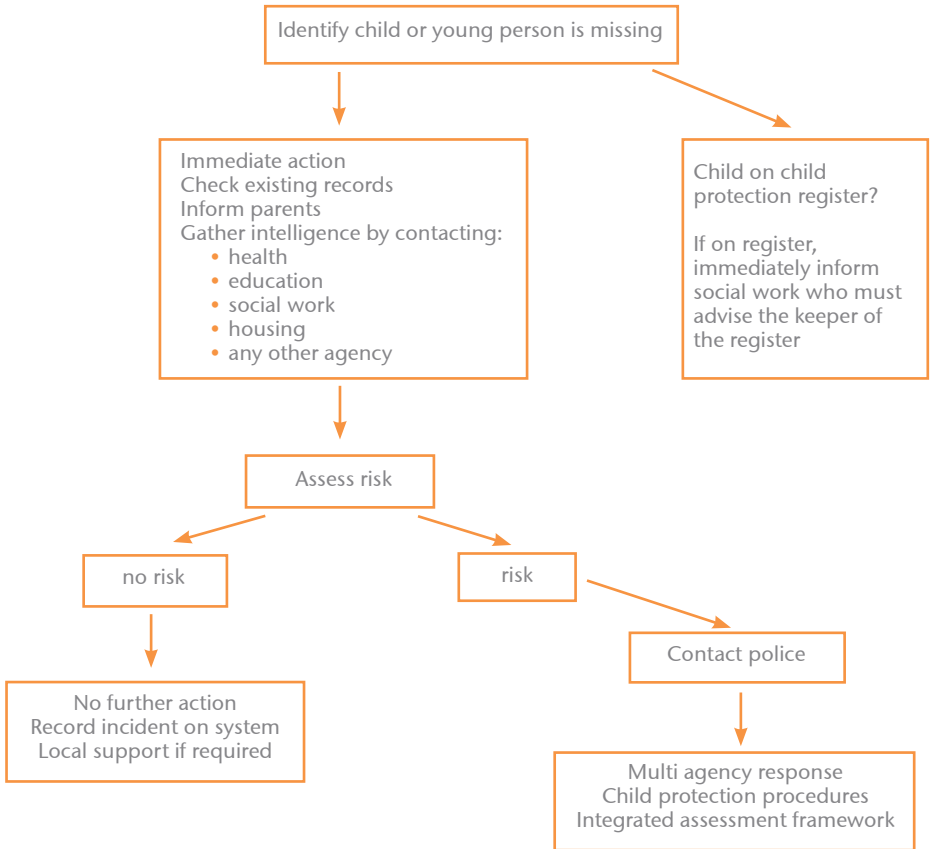 Identify child or young person is missing
Immediate action
Check existing records
Inform parents
Gather intelligence by contacting:
• health
• education
• social work
• housing
• any other agency
Child on child
protection register?
If on register,
immediately inform
social work who must
advise the keeper of
the register
Assess risk
no risk
risk
Contact police
No further action
Record incident on system
Local support if required
Multi agency response
Child protection procedures
Integrated assessment framework